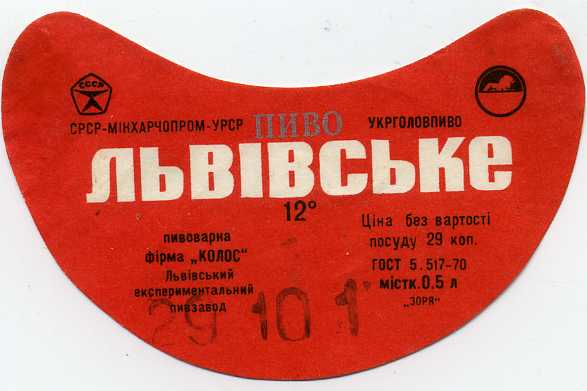 СССР
СРСР-МІНХАРЧОПРОМ-УРСР
ПИВО
УКРГОЛОВПИВО
ЛЬВІВСЬКЕ
12°
пивоварна
фірма „КОЛОС"
Львівський
експериментальний
пивзавод
Ціна без вартості
посуду 29 коп.
ГОСТ 5.517-70
містк. 0.5 л
„ЗОРЯ"
29 10 1